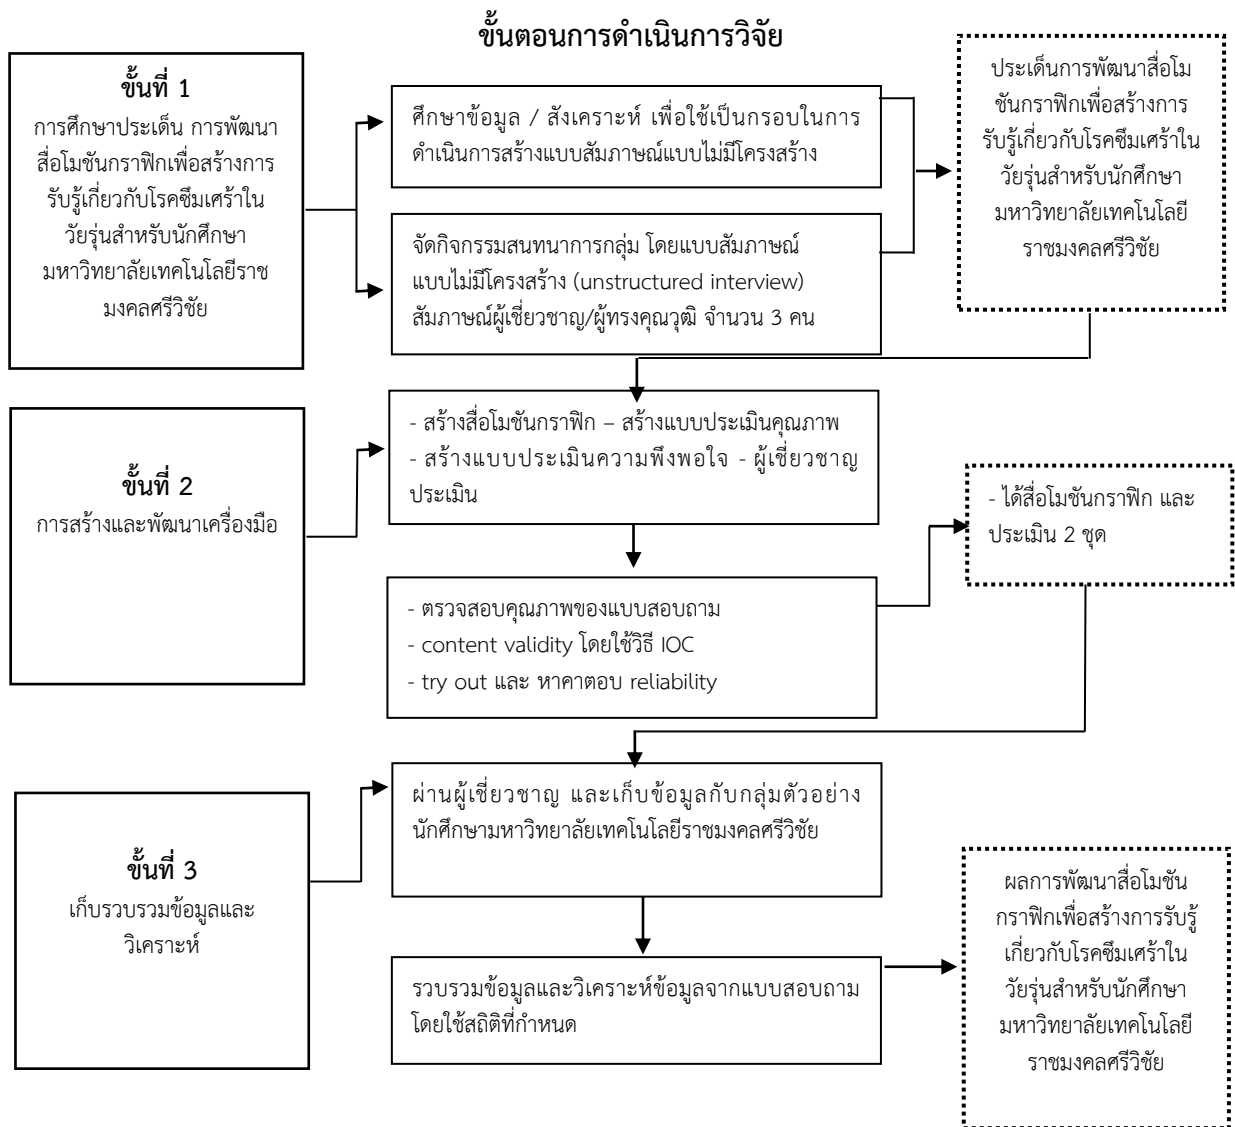 ขั้นตอนการดำเนินการวิจัย
ขั้นที่ 1
การศึกษาประเด็น การพัฒนา
สื่อโมชันกราฟิกเพื่อสร้างการ
รับรู้เกี่ยวกับโรคซึมเศร้าใน
วัยรุ่นสำหรับนักศึกษา
มหาวิทยาลัยเทคโนโลยีราช
มงคลศรีวิชัย
ศึกษาข้อมูล / สังเคราะห์ เพื่อใช้เป็นกรอบในการ
ดำเนินการสร้างแบบสัมภาษณ์แบบไม่มีโครงสร้าง
จัดกิจกรรมสนทนาการกลุ่ม โดยแบบสัมภาษณ์
แบบไม่มีโครงสร้าง (unstructured interview)
สัมภาษณ์ผู้เชี่ยวชาญ/ผู้ทรงคุณวุฒิ จำนวน 3 คน
ประเด็นการพัฒนาสื่อโม
ชันกราฟิกเพื่อสร้างการ
รับรู้เกี่ยวกับโรคซึมเศร้าใน
วัยรุ่นสำหรับนักศึกษา
มหาวิทยาลัยเทคโนโลยี
ราชมงคลศรีวิชัย
ขั้นที่ 2
การสร้างและพัฒนาเครื่องมือ
- สร้างสื่อโมชันกราฟิก – สร้างแบบประเมินคุณภาพ
- สร้างแบบประเมินความพึงพอใจ - ผู้เชี่ยวชาญ
ประเมิน
- ตรวจสอบคุณภาพของแบบสอบถาม
- content validity โดยใช้วิธี IOC
- try out และ หาคาตอบ reliability
- ได้สื่อโมชันกราฟิก และ
ประเมิน 2 ชุด
ขั้นที่ 3
เก็บรวบรวมข้อมูลและ
วิเคราะห์
ผ่านผู้เชี่ยวชาญ และเก็บข้อมูลกับกลุ่มตัวอย่าง
นักศึกษามหาวิทยาลัยเทคโนโลยีราชมงคลศรีวิชัย
รวบรวมข้อมูลและวิเคราะห์ข้อมูลจากแบบสอบถาม
โดยใช้สถิติที่กำหนด
ผลการพัฒนาสื่อโมชัน
กราฟิกเพื่อสร้างการรับรู้
เกี่ยวกับโรคซึมเศร้าใน
วัยรุ่นสำหรับนักศึกษา
มหาวิทยาลัยเทคโนโลยี
ราชมงคลศรีวิชัย